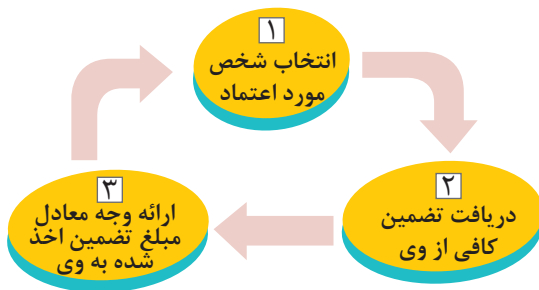 ۱
انتخاب شخص
مورد اعتماد
۲
دریافت تضمین
کافی از وی
۳
ارائه وجه معادل
مبلغ تضمین اخذ
شده به وی